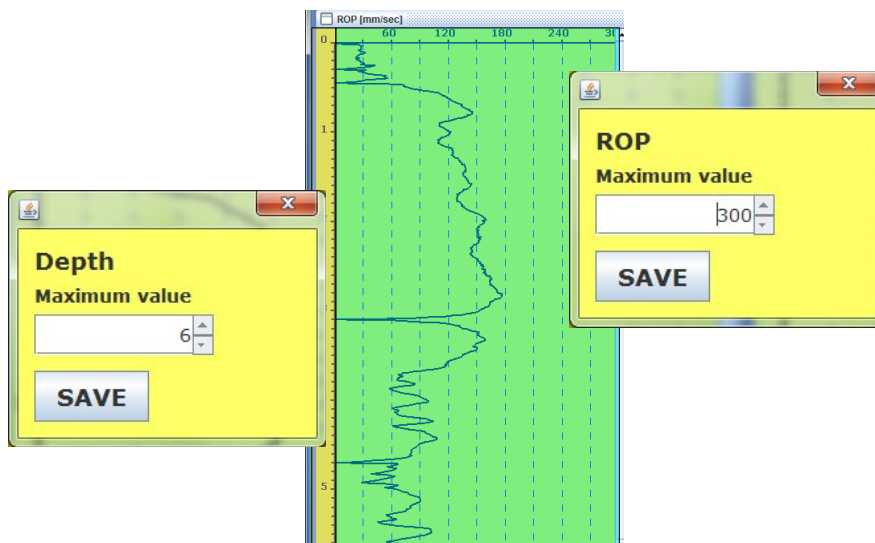 ROP [mm/sec]
60 120 180 240 30
0
1
5
ROP
Maximum value
300
SAVE
Depth
Maximum value
6
SAVE